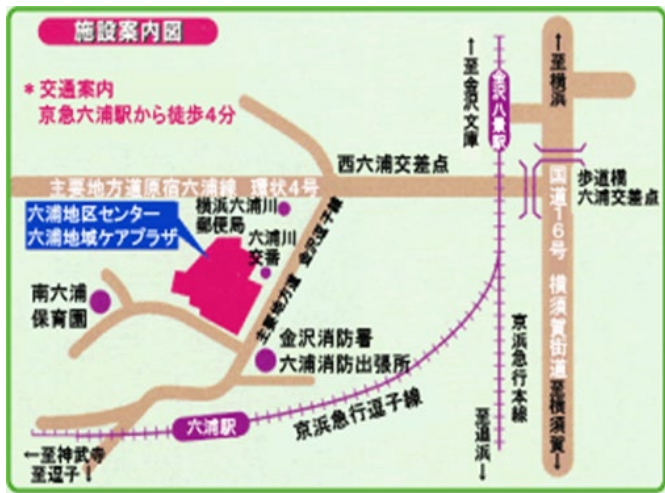 施設案内図
*交通案内
京急六浦駅から徒歩4分
↑至金沢文庫
金沢八景駅
↑至横浜
西六浦交差点
歩道橋
六浦交差点
主要地方道原宿六浦線 環状4号
国道16号 横須賀街道
至横須賀↓
六浦地区センター
六浦地域ケアプラザ
横浜六浦川
郵便局
六浦川
交番
主要地方道 金沢逗子線
南六浦
保育園
金沢消防署
六浦消防出張所
六浦駅
京浜急行逗子線
京浜急行本線
至追浜↓
←至神武寺
至逗子↓